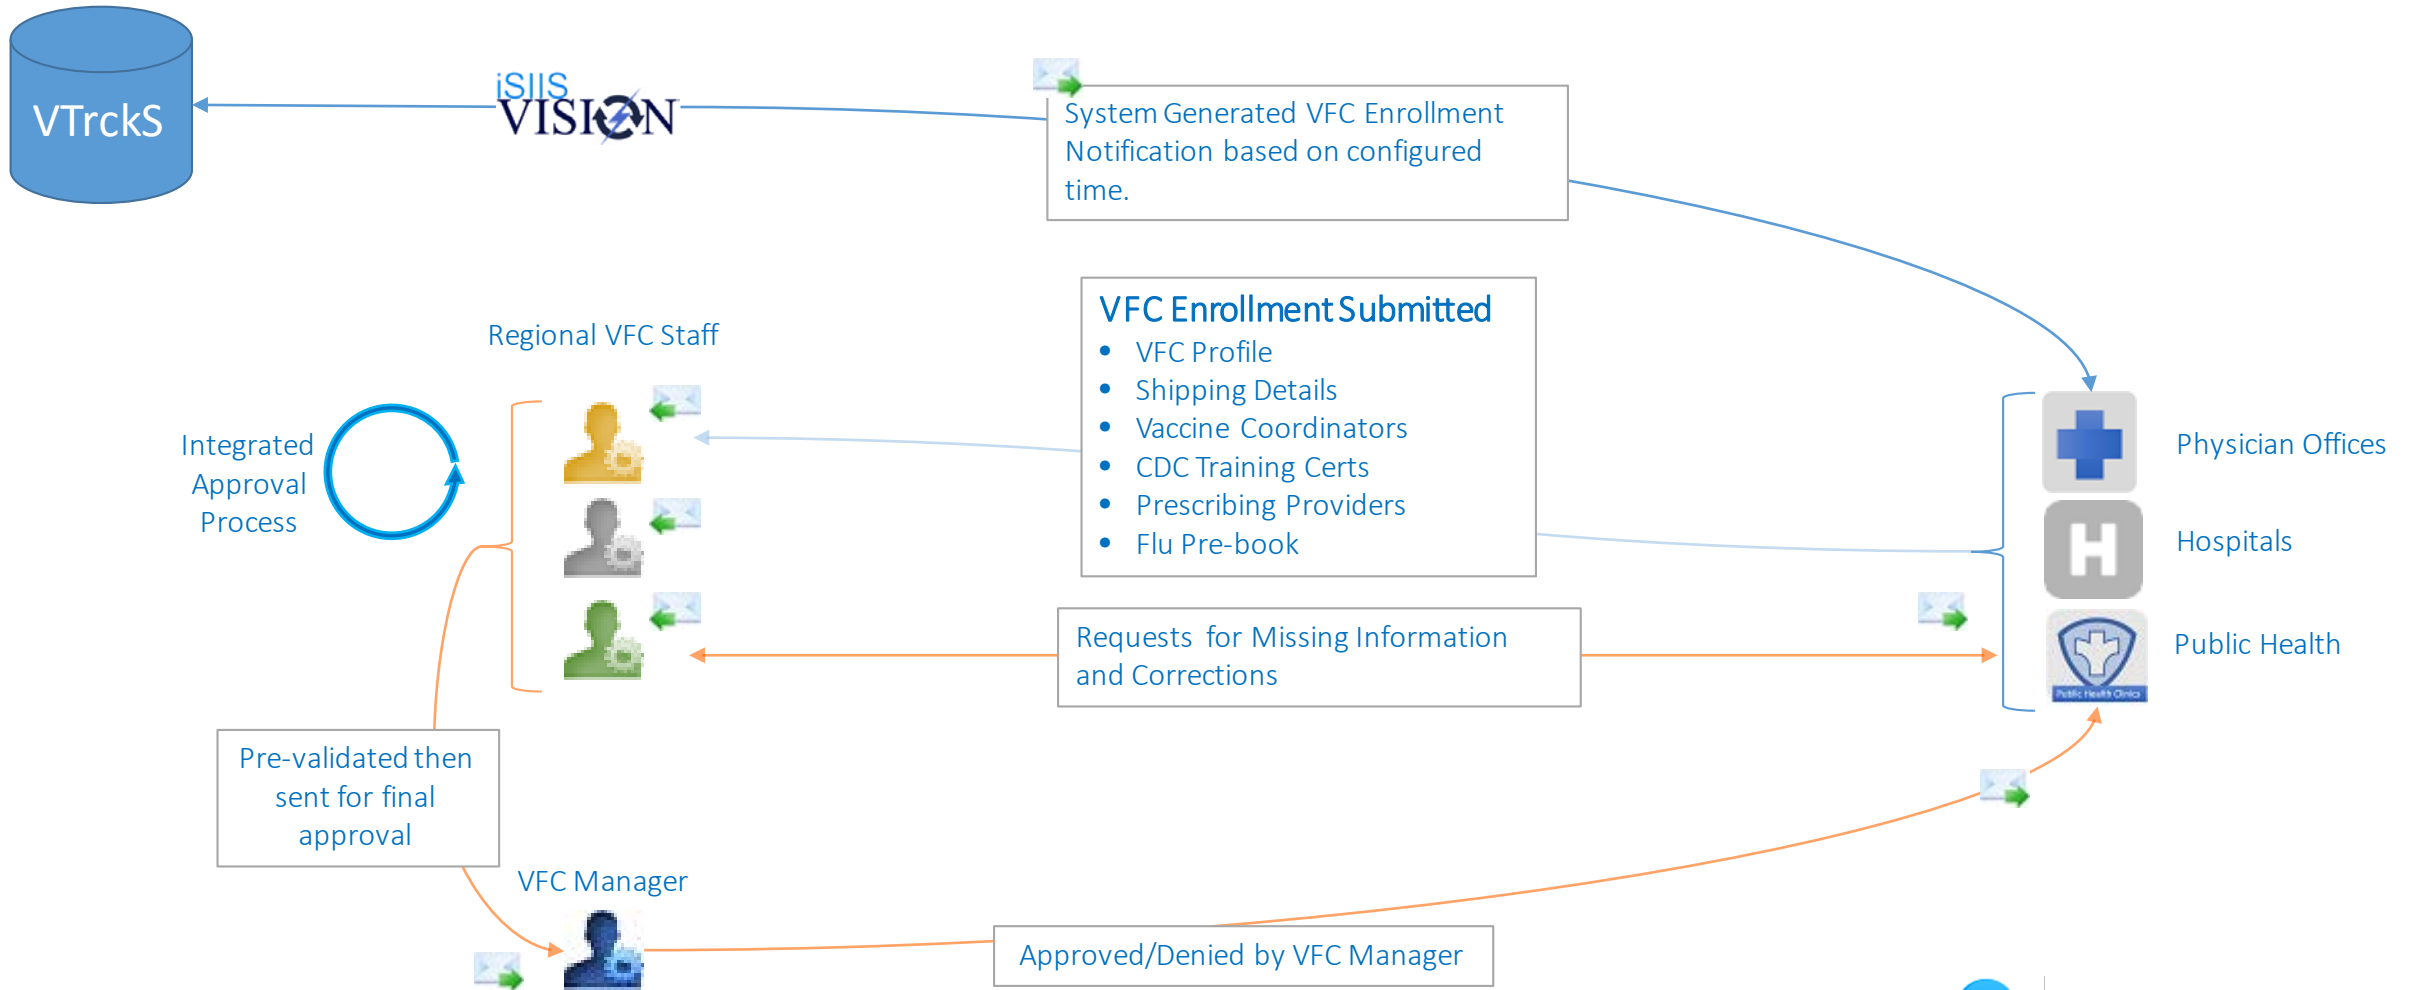 VTrckS
iSIIS
VISION
System Generated VFC Enrollment
Notification based on configured
time.
Regional VFC Staff
Integrated
Approval
Process
VFC Enrollment Submitted
• VFC Profile
• Shipping Details
• Vaccine Coordinators
• CDC Training Certs
• Prescribing Providers
• Flu Pre-book
Physician Offices
H
Hospitals
Public Health
Public Health Clinics
Requests for Missing Information
and Corrections
Pre-validated then
sent for final
approval
VFC Manager
Approved/Denied by VFC Manager